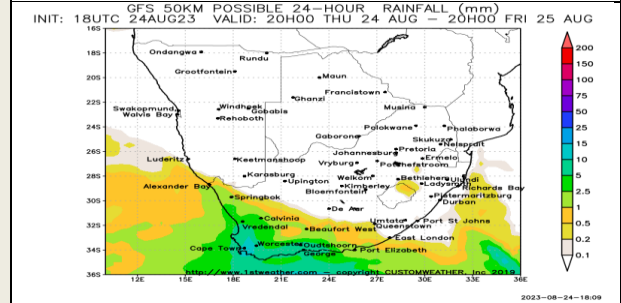 GFS 50KM POSSIBLE 24-HOUR RAINFALL (mm)
INIT: 18UTC 24AUG23 VALID: 20H00 THU 24 AUG - 20H00 FRI 25 AUG
16S
Ondangwa
Rundu
200
18S
150
Grootfontein
100
20S
Maun
75
Francistown
Ghanzi
50
22S
Windhoek
Gobabis
Musina
25
Swakopmund
Walvis Bay
Rehoboth
15
24S
Polokwane
Phalaborwa
Gaborone
Skukuza
10
26S
Johannesburg
Pretoria
Nelspruit
5
Luderitz
Keetmanshoop
Vryburg
Potchefstroom
Ermelo
28S
Karasburg
Upington
Welkom
Bethlehem
Ulundi
2.5
Alexander Bay
Kimberley
Ladysmith
Richards Bay
1
30S
Springbok
Bloemfontein
Pietermaritzburg
Durban
0.5
De Aar
Calvinia
Umtata
Port St Johns
0.2
32S
Vredendal
Beaufort West
Queenstown
0.1
East London
34S
Cape Town
Worcester
Oudtshoorn
Port Elizabeth
George
http://www.1stweather.com - copyright CUSTOMWEATHER, Inc 2019
36S
12E 15E 18E 21E 24E 27E 30E 33E 36E
2023-08-24-18:09